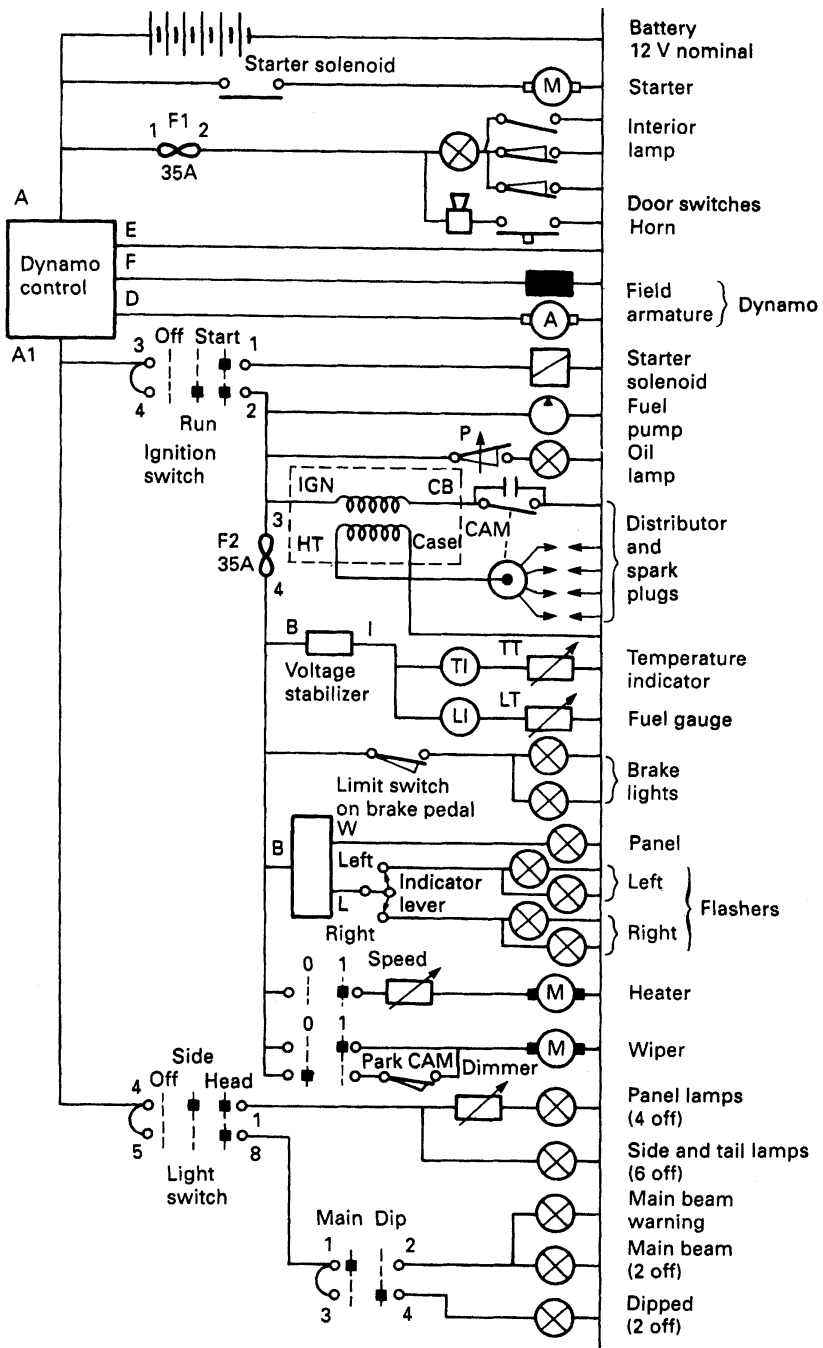 Battery
12 V nominal
Starter solenoid
M
Starter
F1
1 2
35A
Interior
lamp
A
Door switches
Horn
E
Dynamo
control
F
D
Field
armature
Dynamo
A
A1
Off Start
3
1
4
2
Run
Ignition
switch
Starter
solenoid
Fuel
pump
P
Oil
lamp
IGN
CB
3
HT
Case
CAM
F2
35A
4
Distributor
and
spark
plugs
B
I
Voltage
stabilizer
TI
TT
Temperature
indicator
LI
LT
Fuel gauge
Limit switch
on brake pedal
Brake
lights
W
Panel
B
Left
L
Indicator
lever
Right
Left
Right
Flashers
0 1
Speed
M
Heater
0 1
M
Wiper
Park CAM
Dimmer
Side
Off Head
4
1
5
8
Light
switch
Panel lamps
(4 off)
Side and tail lamps
(6 off)
Main beam
warning
Main Dip
1
2
3
4
Main beam
(2 off)
Dipped
(2 off)